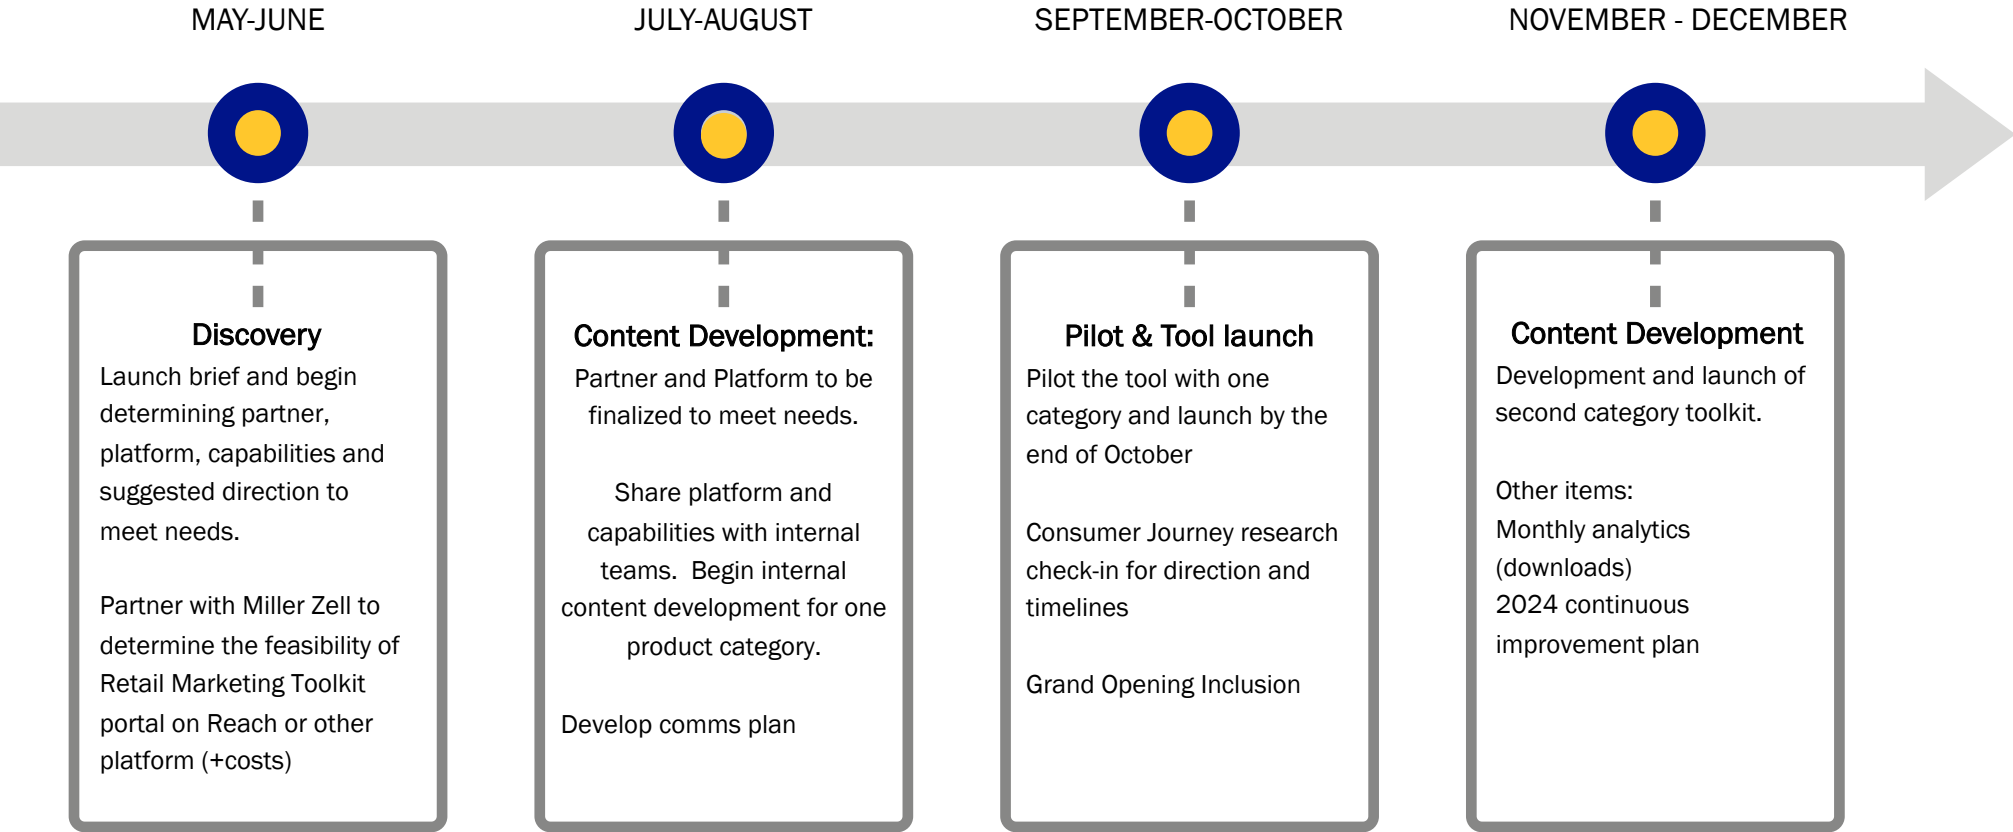 MAY-JUNE
JULY-AUGUST
SEPTEMBER-OCTOBER
NOVEMBER - DECEMBER
Discovery
Launch brief and begin
determining partner,
platform, capabilities and
suggested direction to
meet needs.
Partner with Miller Zell to
determine the feasibility of
Retail Marketing Toolkit
portal on Reach or other
platform (+costs)
Content Development:
Partner and Platform to be
finalized to meet needs.
Share platform and
capabilities with internal
teams.  Begin internal
content development for one
product category.
Develop comms plan
Pilot & Tool launch
Pilot the tool with one
category and launch by the
end of October
Consumer Journey research
check-in for direction and
timelines
Grand Opening Inclusion
Content Development
Development and launch of
second category toolkit.
Other items:
Monthly analytics
(downloads)
2024 continuous
improvement plan